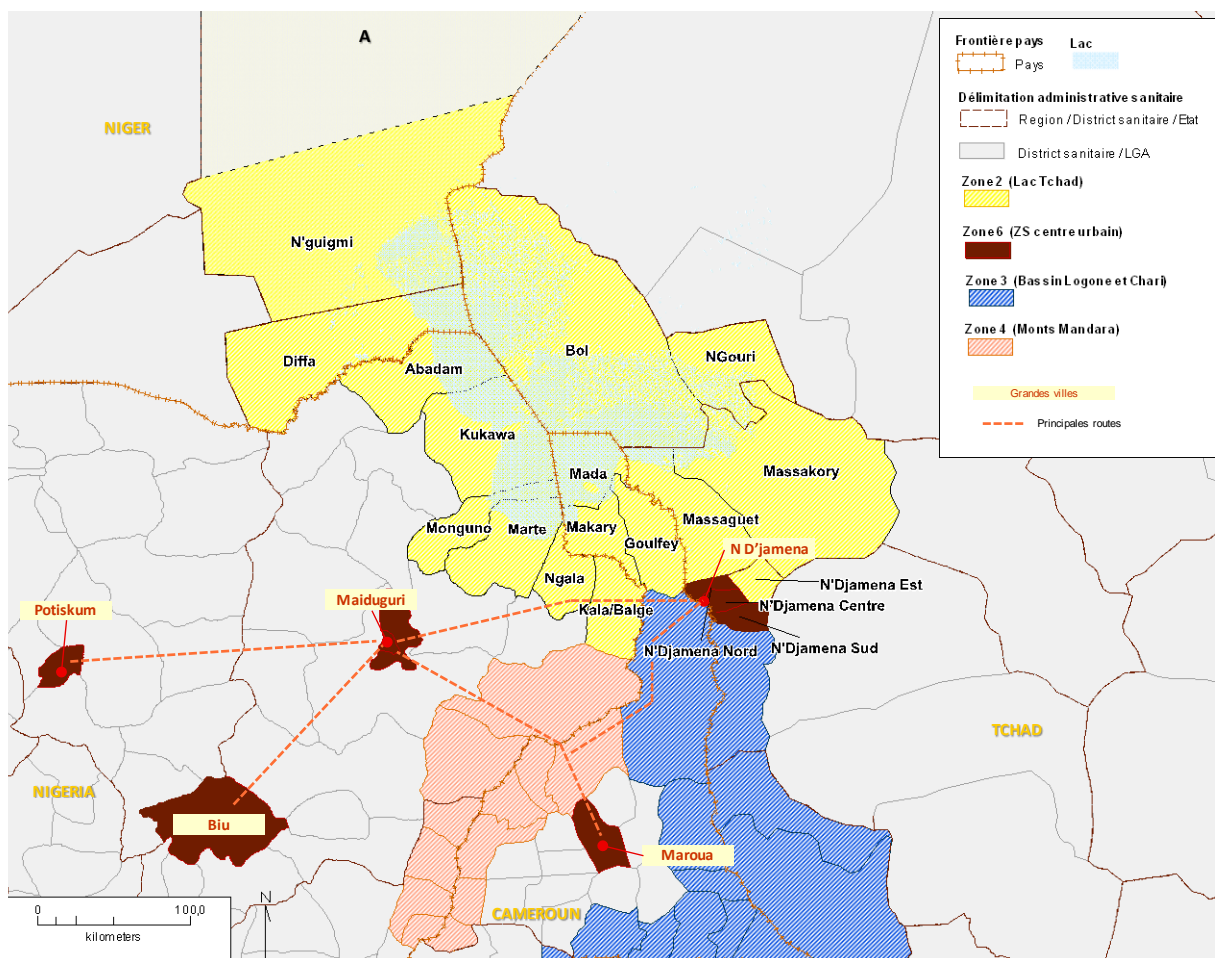 A
NIGER
N'guigmi
Diffa
Abadam
Bol
NGouri
Kukawa
Mada
Massakory
Monguno
Marte
Makary
Massaguet
Goulfey
N D'jamena
Ngala
N'Djamena Est
Kala/Balge
N'Djamena Centre
N'Djamena Nord
N'Djamena Sud
Potiskum
Maiduguri
TCHAD
NIGERIA
Biu
Maroua
CAMEROUN
0 100,0
kilometers
N
Frontière pays
Pays
Lac
Délimitation administrative sanitaire
Region / District sanitaire / Etat
District sanitaire / LGA
Zone 2 (Lac Tchad)
Zone 6 (ZS centre urbain)
Zone 3 (Bassin Logone et Chari)
Zone 4 (Monts Mandara)
Grandes villes
Principales routes